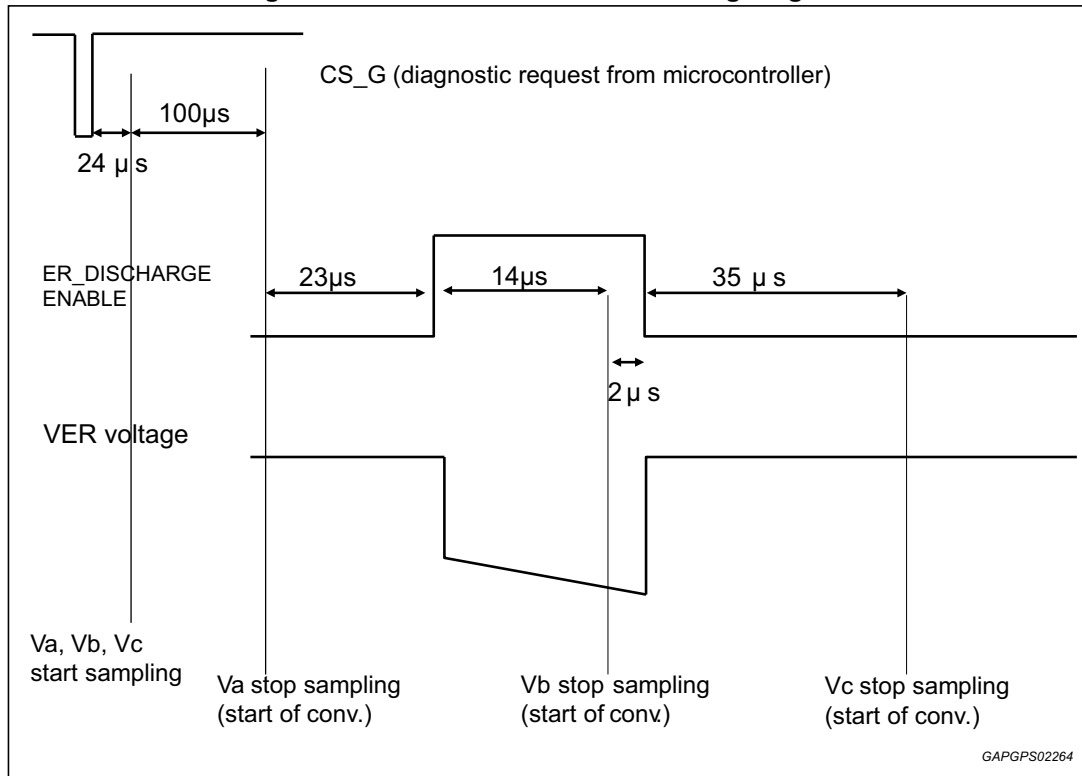 CS_G (diagnostic request from microcontroller)
100µs
24 µ s
ER_DISCHARGE
ENABLE
23µs
14µs
35 µ s
2 µ s
VER voltage
Va, Vb, Vc
start sampling
Va stop sampling
(start of conv.)
Vb stop sampling
(start of conv.)
Vc stop sampling
(start of conv.)
GAPGPS02264